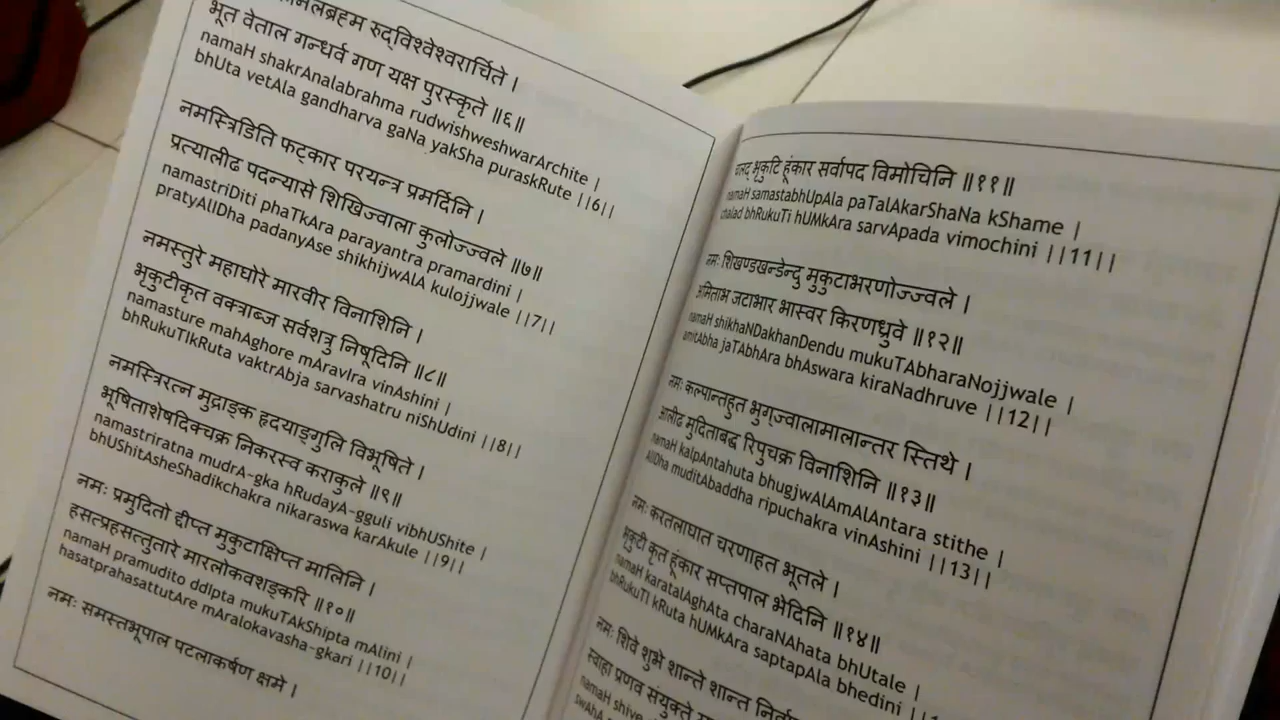 रुद्विश्वेश्वरार्चिते ।
भूत वेताल गन्धर्व गण यक्ष पुरस्कृते ॥६॥
namaH shakrAnalabrahma rudwishweshwarArchite |
bhUta vetAla gandharva gaNa yakSha puraskRute ||6||
नमस्त्रिडिति फट्कार परयन्त्र प्रमर्दिनि ।
प्रत्यालीढ पदन्यासे शिखिज्वाला कुलोज्ज्वले ॥७॥
namastriDiti phaTkAra parayantra pramardini |
pratyAlIDha padanyAse shikhijwAlA kulojjwale ||7||
नमस्तुरे महाघोरे मारवीर विनाशिनि ।
भृकुटीकृत वक्त्राब्ज सर्वशत्रु निषूदिनि ॥८॥
namasture mahAghore mAravIra vinAshini |
bhRukuTIkRuta vaktrAbja sarvashatru niShUdini ||8||
नमस्त्रिरत्न मुद्राङ्क हृदयाङ्गुलि विभूषिते ।
भूषिताशेषदिक्चक्र निकरस्व कराकुले ॥९॥
namastriratna mudrA~gka hRudayA~gguli vibhUShite |
bhUShitAsheShadikchakra nikaraswa karAkule ||9||
नमः प्रमुदितो द्दीप्त मुकुटाक्षिप्त मालिनि ।
हसत्प्रहसत्तुतारे मारलोकवशङ्करि ॥१०॥
namaH pramudito ddIpta mukuTAkShipta mAlini |
hasatprahasattutAre mAralokavasha~gkari ||10||
नमः समस्तभूपाल पटलाकर्षण क्षमे ।
भृकुटि हूंकार सर्वापद विमोचिनि ॥११॥
namaH samastabhUpAla paTalAkarShaNa kShame |
chalad bhRukuTi hUMkAra sarvApada vimochini ||11||
नमः शिखण्डखन्डेन्दु मुकुटाभरणोज्ज्वले ।
अमिताभ जटाभार भास्वर किरणध्रुवे ॥१२॥
namaH shikhaNDakhanDendu mukuTAbharaNojjwale |
amitAbha jaTAbhAra bhAswara kiraNadhruve ||12||
नमः कल्पान्तहुत भुग्ज्वालामालान्तर स्तिथे ।
आलीढ मुदिताबद्ध रिपुचक्र विनाशिनि ॥१३॥
namaH kalpAntahuta bhugjwAlAmAlAntara stithe |
AlIDha muditAbaddha ripuchakra vinAshini ||13||
नमः करतलाघात चरणाहत भूतले ।
भृकुटी कृत हूंकार सप्तपाल भेदिनि ॥१४॥
namaH karatalAghAta charaNAhata bhUtale |
bhRukuTI kRuta hUMkAra saptapAla bhedini
नमः शिवे शुभे शान्ते शान्त
स्वाहा प्रणव संयुक्ते
namaH shive
swAhA